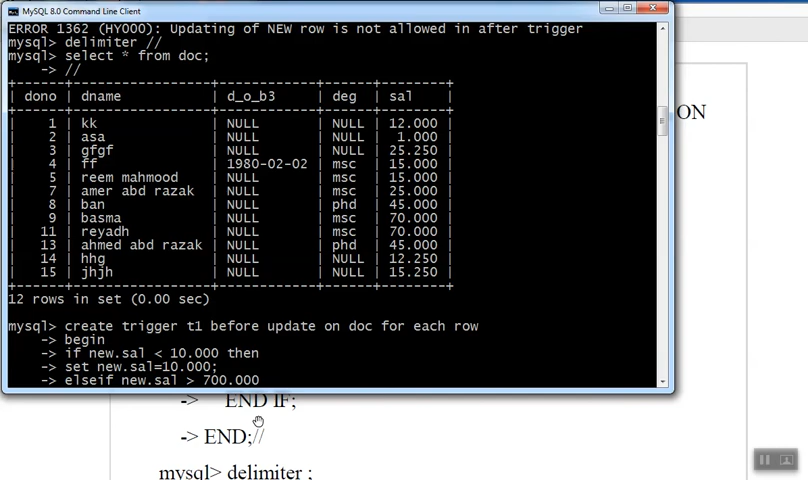 MySQL 8.0 Command Line Client
ERROR 1362 (HY000): Updating of NEW row is not allowed in after trigger
mysql> delimiter //
mysql> select * from doc;
    -> //
+------+------------------+------------+------+--------+
| dono | dname            | d_o_b3     | deg  | sal    |
+------+------------------+------------+------+--------+
|    1 | kk               | NULL       | NULL | 12.000 |
|    2 | asa              | NULL       | NULL |  1.000 |
|    3 | gfgf             | NULL       | NULL | 25.250 |
|    4 | ff               | 1980-02-02 | msc  | 15.000 |
|    5 | reem mahmood     | NULL       | msc  | 15.000 |
|    7 | amer abd razak   | NULL       | msc  | 25.000 |
|    8 | ban              | NULL       | phd  | 45.000 |
|    9 | basma            | NULL       | msc  | 70.000 |
|   11 | reyadh           | NULL       | msc  | 70.000 |
|   13 | ahmed abd razak  | NULL       | phd  | 45.000 |
|   14 | hhg              | NULL       | NULL | 12.250 |
|   15 | jhjh             | NULL       | NULL | 15.250 |
+------+------------------+------------+------+--------+
12 rows in set (0.00 sec)
mysql> create trigger t1 before update on doc for each row
    -> begin
    -> if new.sal < 10.000 then
    -> set new.sal=10.000;
    -> elseif new.sal > 700.000
ON
-> END IF;
-> END;//
mysql> delimiter ;